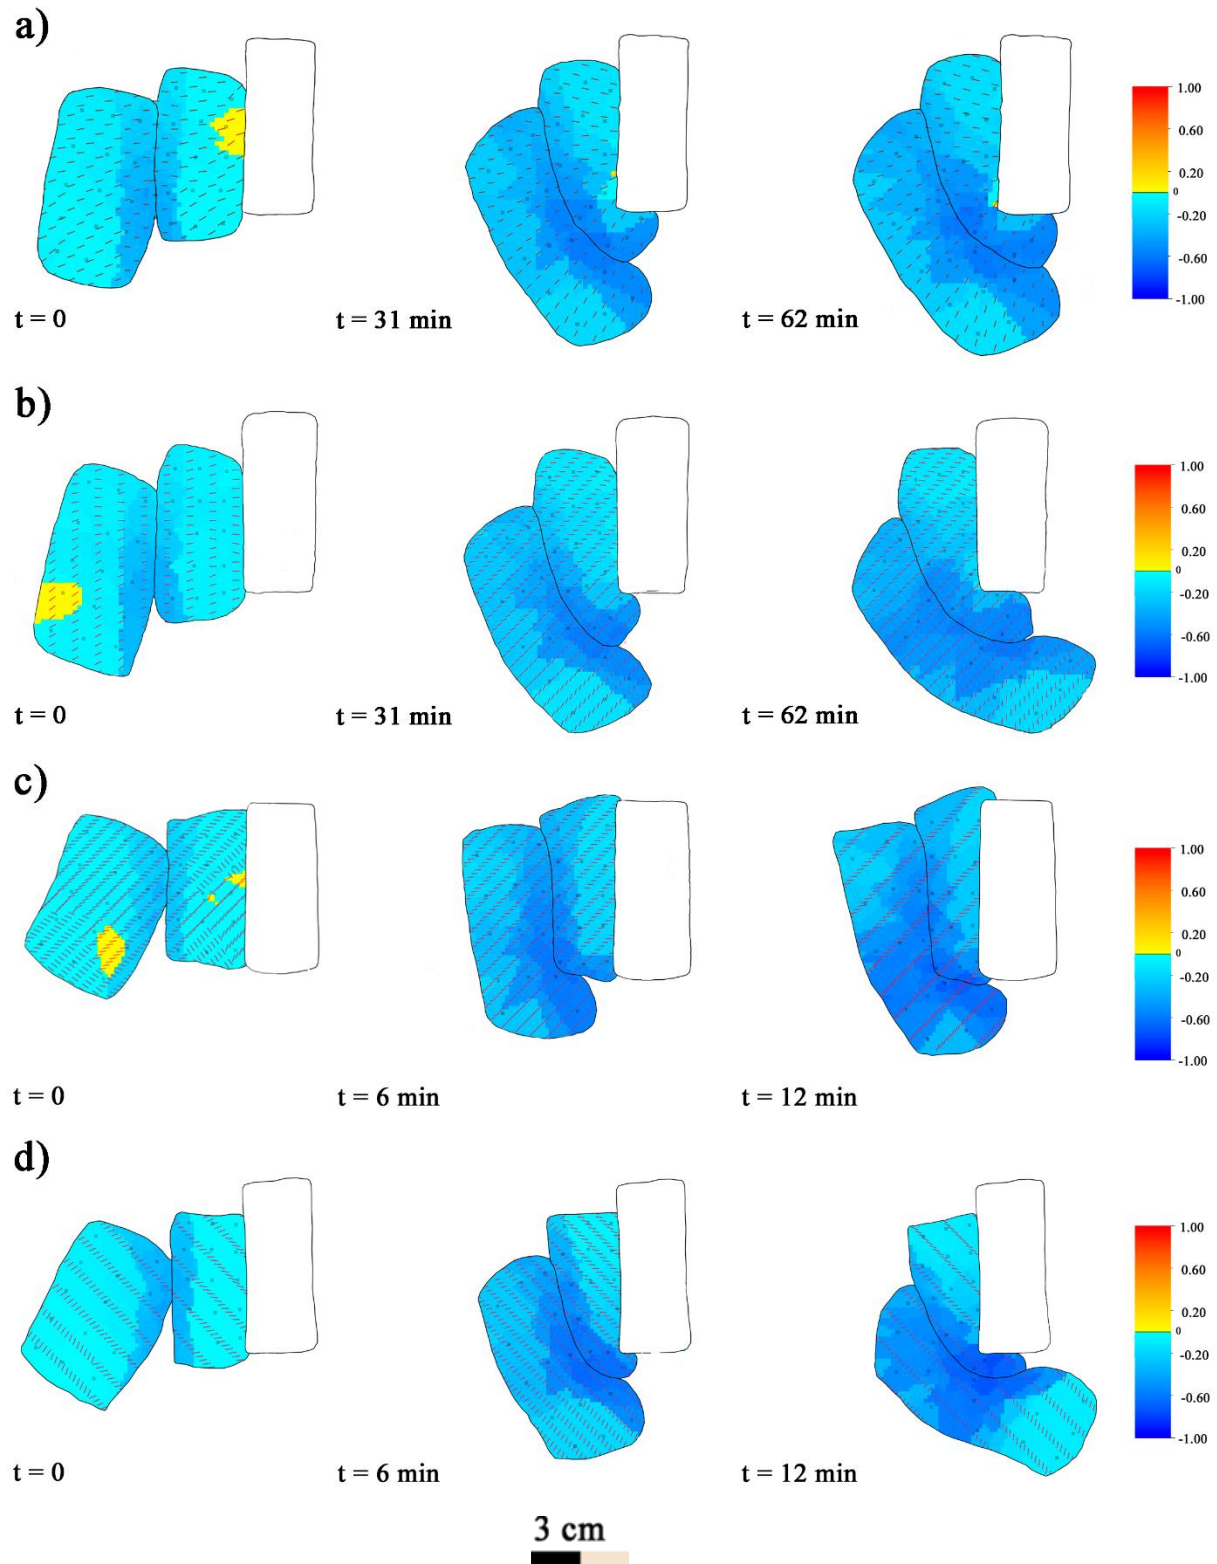 a)
1.00
0.60
0.20
0
-0.20
-0.60
-1.00
t = 0
t = 31 min
t = 62 min
b)
1.00
0.60
0.20
0
-0.20
-0.60
-1.00
t = 0
t = 31 min
t = 62 min
c)
1.00
0.60
0.20
0
-0.20
-0.60
-1.00
t = 0
t = 6 min
t = 12 min
d)
1.00
0.60
0.20
0
-0.20
-0.60
-1.00
t = 0
t = 6 min
t = 12 min
3 cm